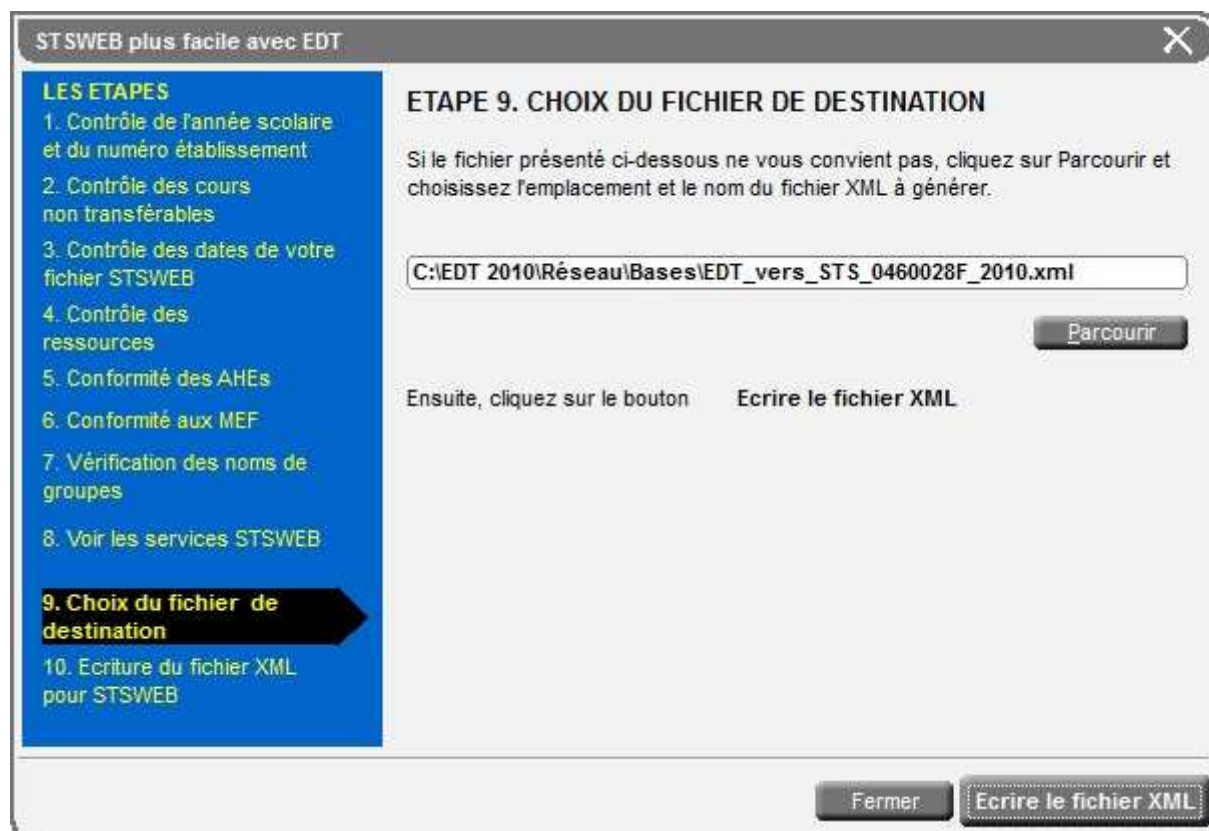 STSWEB plus facile avec EDT
LES ETAPES
1. Contrôle de l'année scolaire
et du numéro établissement
2. Contrôle des cours
non transférables
3. Contrôle des dates de votre
fichier STSWEB
4. Contrôle des
ressources
5. Conformité des AHEs
6. Conformité aux MEF
7. Vérification des noms de
groupes
8. Voir les services STSWEB
9. Choix du fichier de
destination
10. Ecriture du fichier XML
pour STSWEB
ETAPE 9. CHOIX DU FICHIER DE DESTINATION
Si le fichier présenté ci-dessous ne vous convient pas, cliquez sur Parcourir et
choisissez l'emplacement et le nom du fichier XML à générer.
C:\EDT 2010\Réseau\Bases\EDT_vers_STS_0460028F_2010.xml
Parcourir
Ensuite, cliquez sur le bouton Ecrire le fichier XML
Fermer
Ecrire le fichier XML